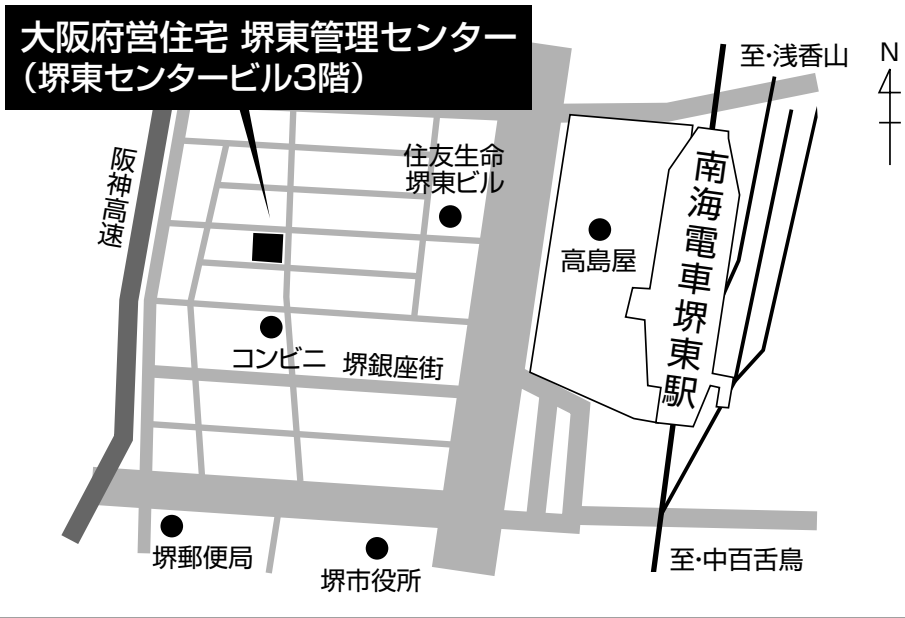 大阪府営住宅 堺東管理センター
（堺東センタービル3階）
至・浅香山
N
阪神高速
住友生命
堺東ビル
高島屋
南海電車堺東駅
コンビニ
堺銀座街
堺郵便局
堺市役所
至・中百舌鳥